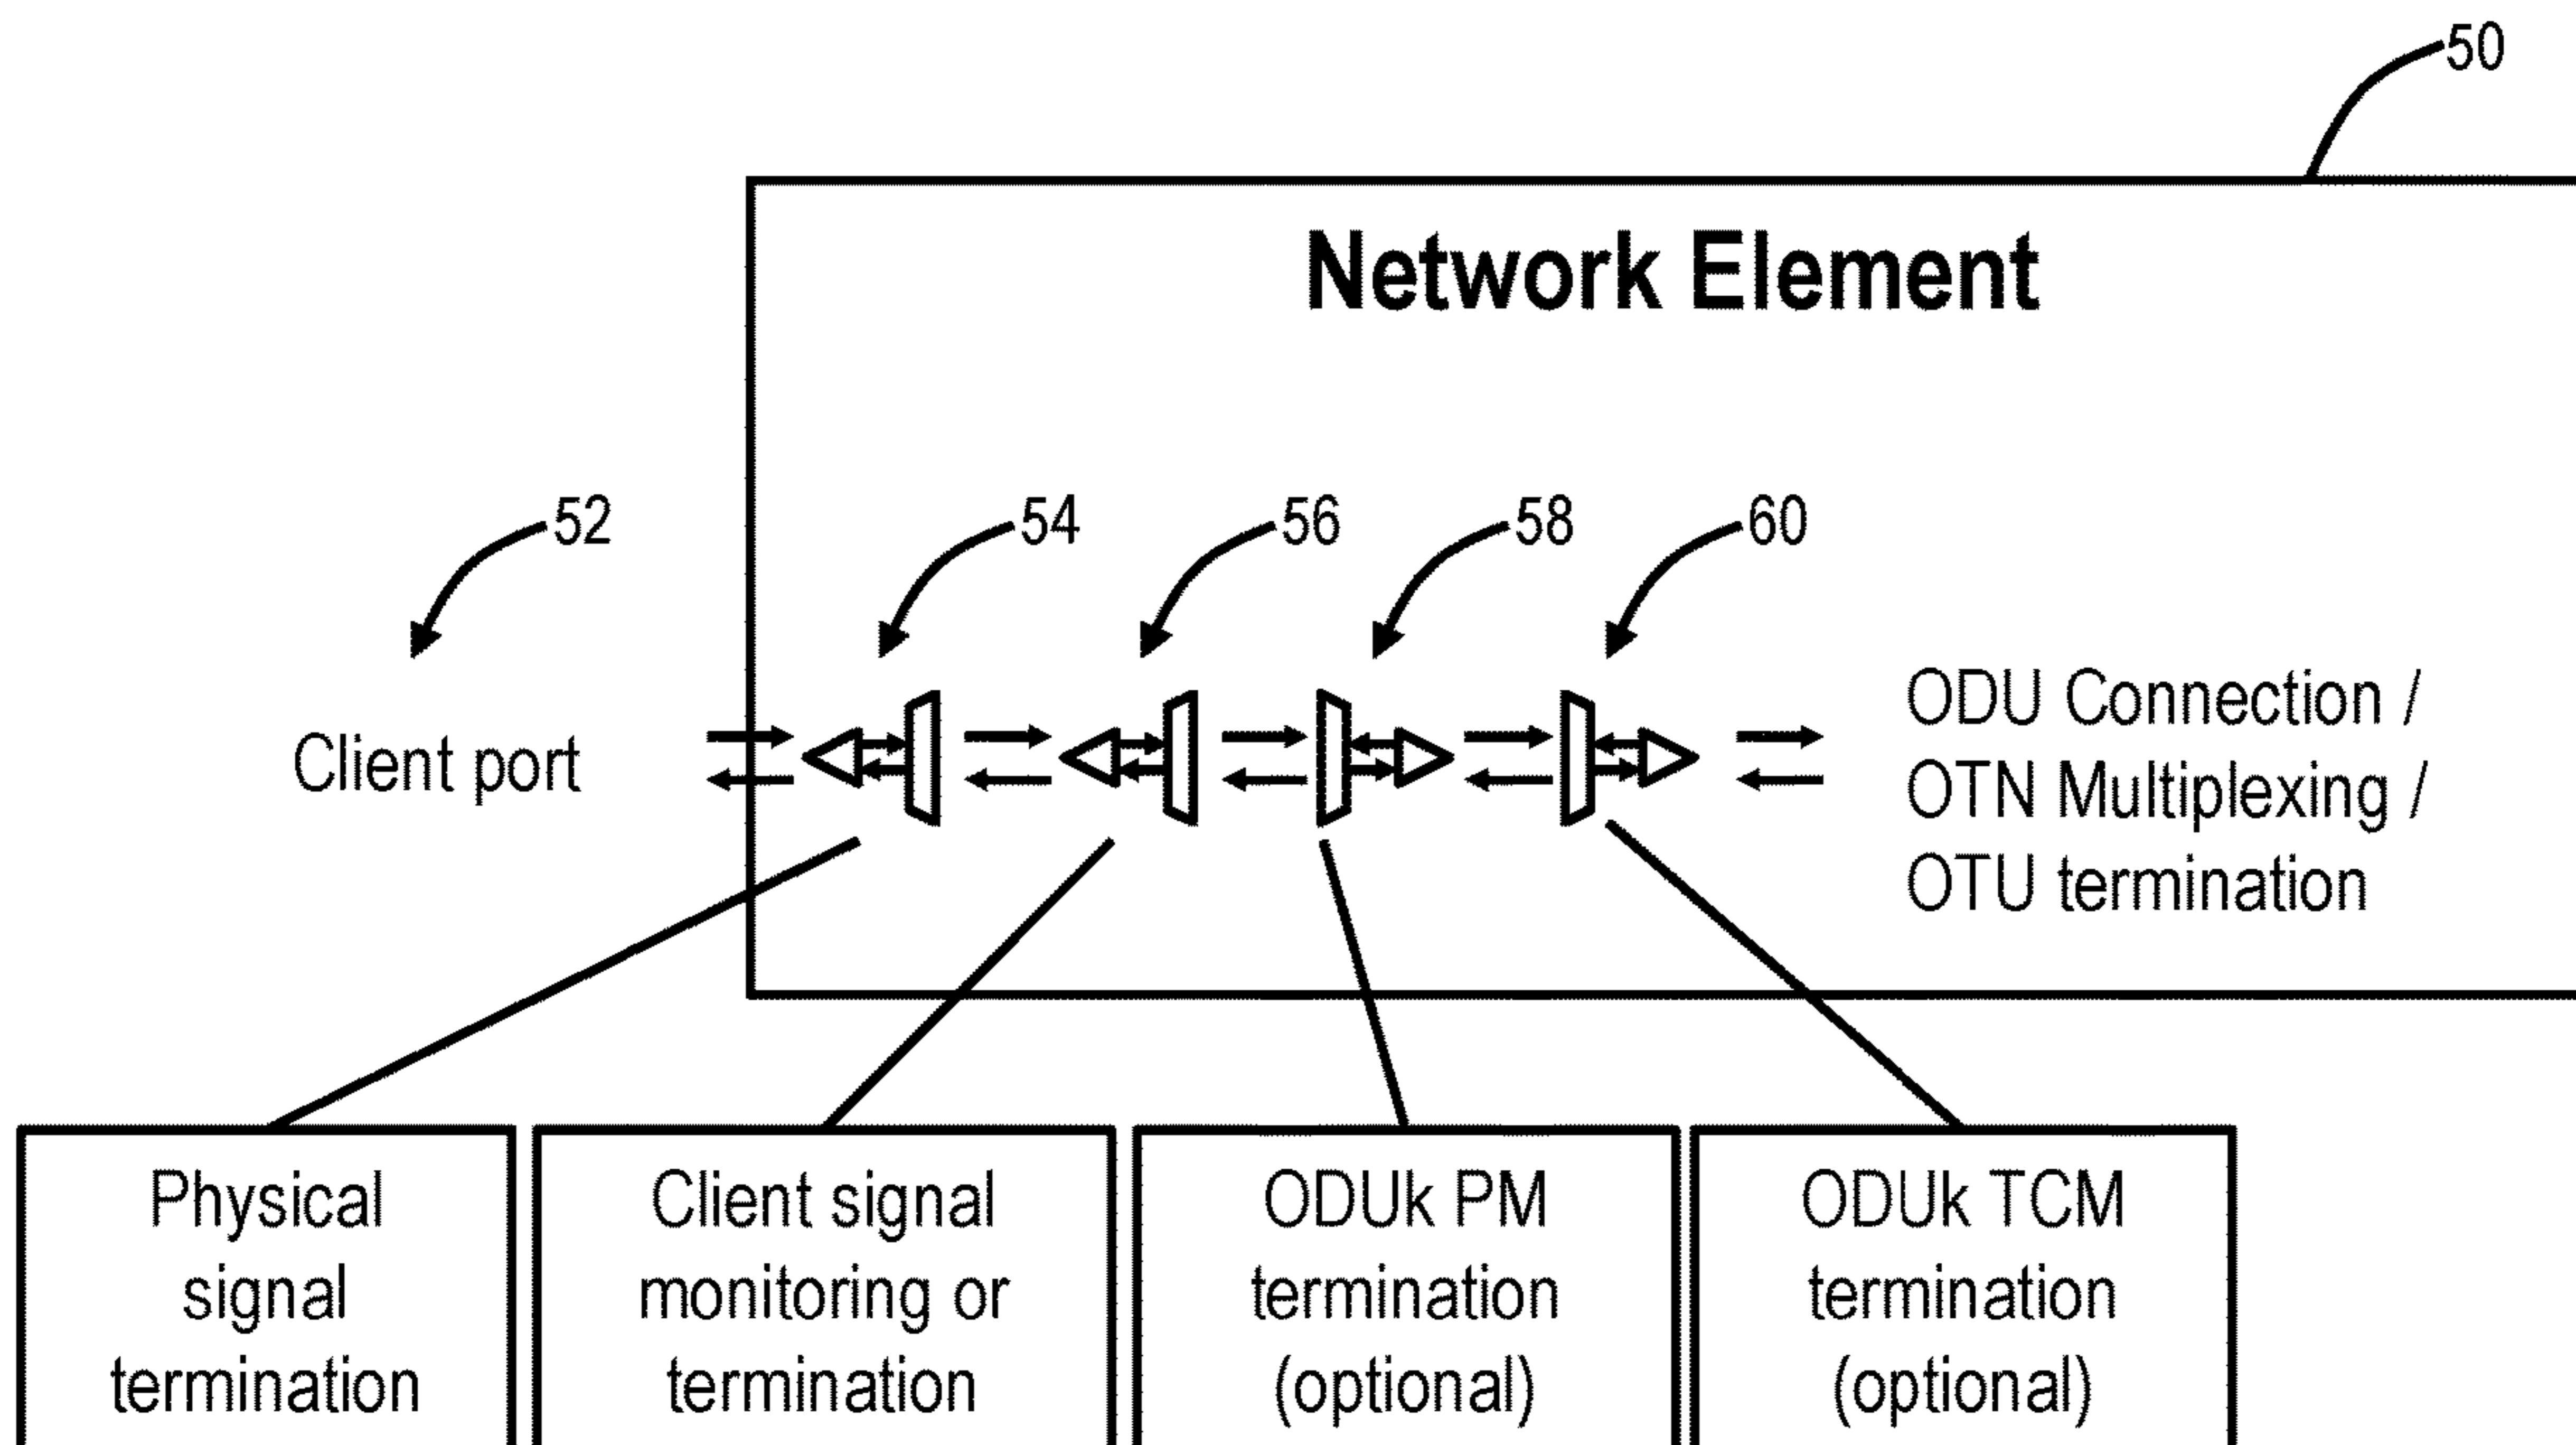 50
Network Element
52
54
56
58
60
Client port
ODU Connection /
OTN Multiplexing /
OTU termination
Physical
signal
termination
Client signal
monitoring or
termination
ODUk PM
termination
(optional)
ODUk TCM
termination
(optional)